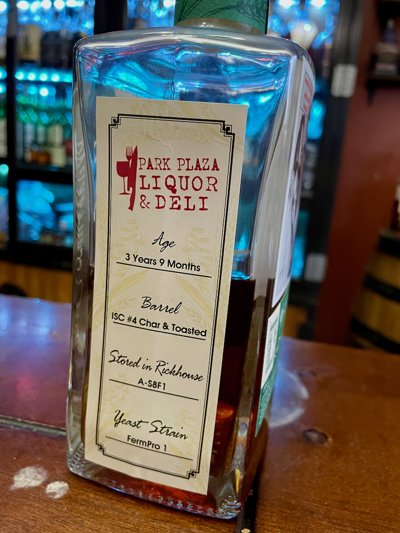 PARK PLAZA
LIQUOR
& DELI
Age
3 Years 9 Months
Barrel
ISC #4 Char & Toasted
Stored in Rickhouse
A-S8F1
Yeast Strain
FermPro 1